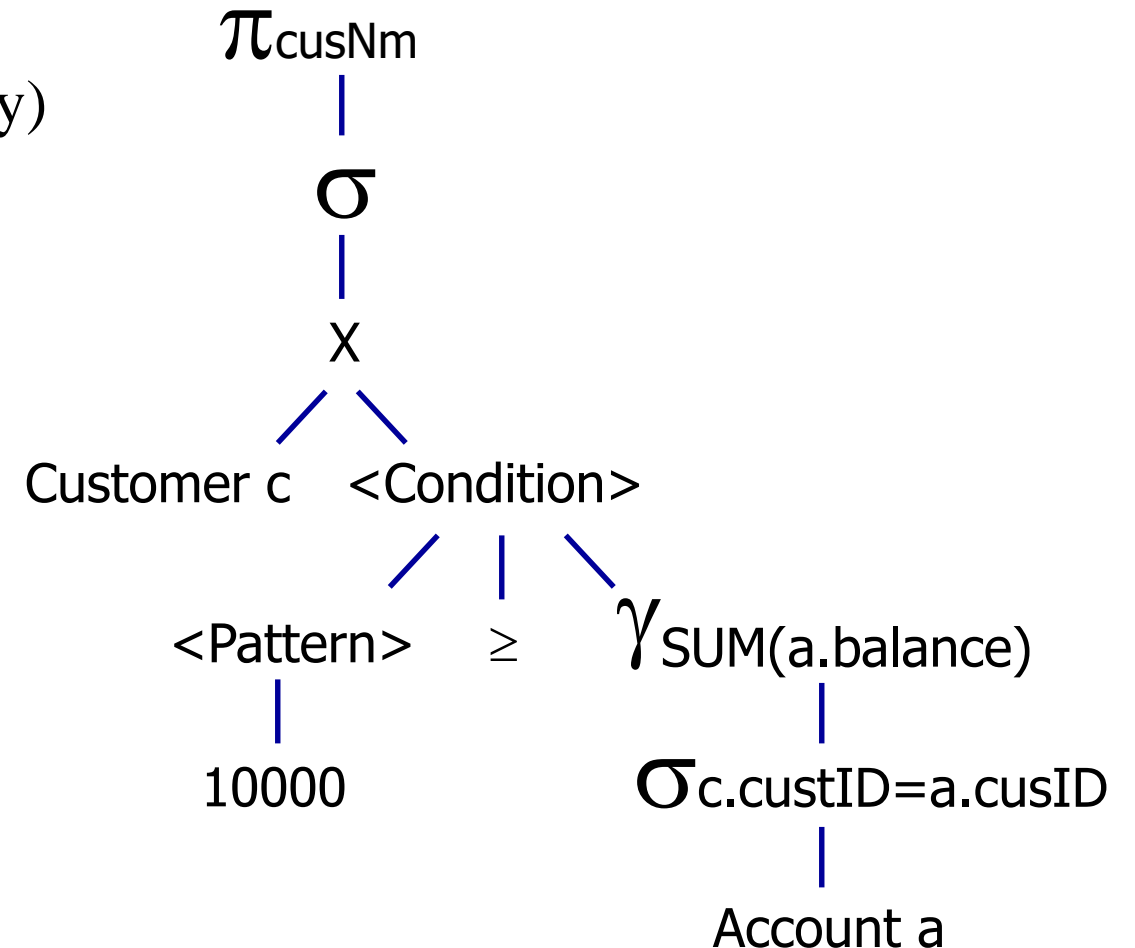 πcusNm
y)
σ
X
Customer c <Condition>
<Pattern> ≥ γSUM(a.balance)
10000 σc.custID=a.cusID
Account a